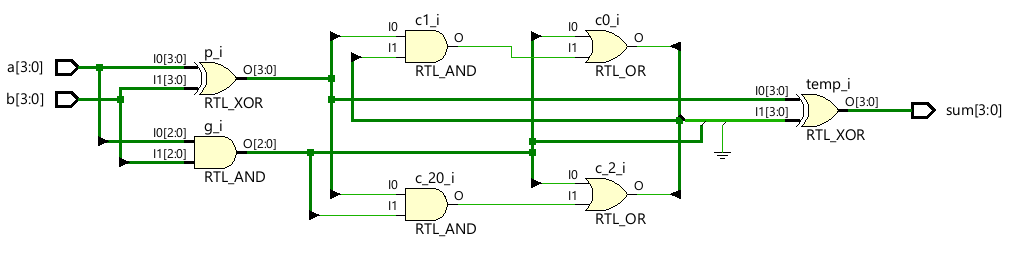 a[3:0]
b[3:0]
I0[3:0]
I1[3:0]
p_i
O[3:0]
RTL_XOR
g_i
I0[2:0]
I1[2:0]
O[2:0]
RTL_AND
c1_i
I0
I1
O
RTL_AND
c_20_i
I0
I1
O
RTL_AND
c0_i
I0
I1
O
RTL_OR
c_2_i
I0
I1
O
RTL_OR
temp_i
I0[3:0]
I1[3:0]
O[3:0]
RTL_XOR
sum[3:0]